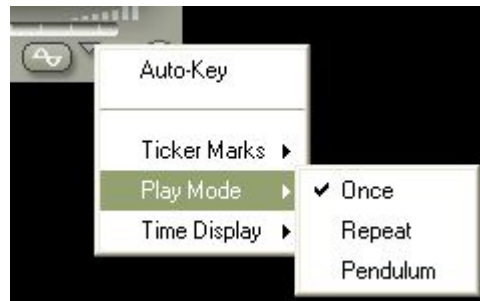 Auto-Key
Ticker Marks
Play Mode
Time Display
Once
Repeat
Pendulum